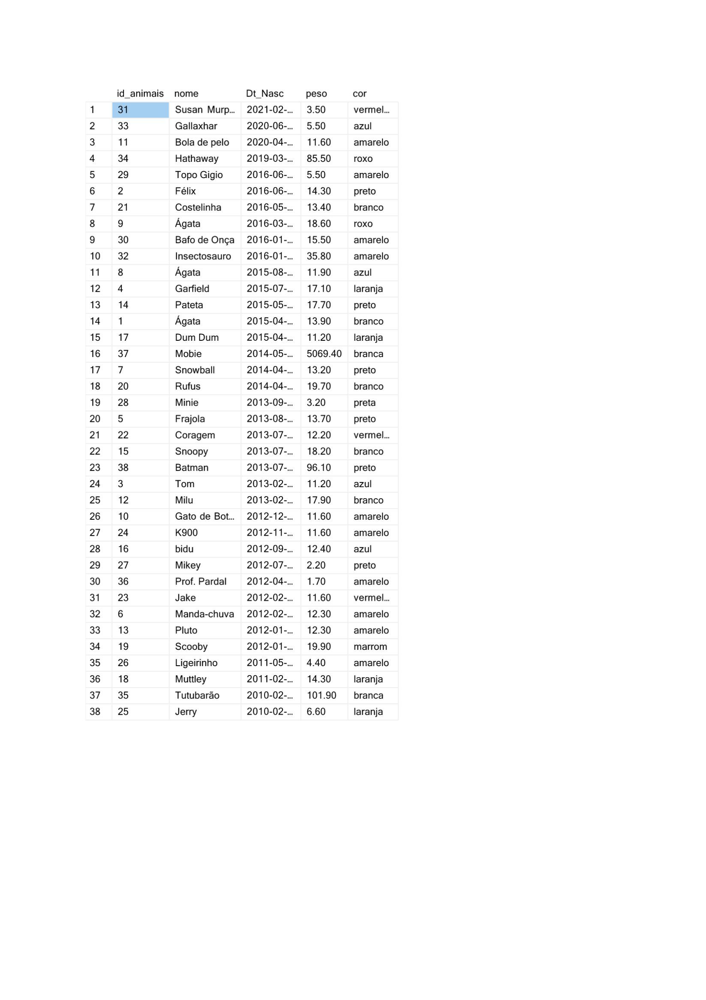 id_animais nome Dt_Nasc peso cor
1 31 Susan Murp... 2021-02-... 3.50 vermel...
2 33 Gallaxhar 2020-06-... 5.50 azul
3 11 Bola de pelo 2020-04-... 11.60 amarelo
4 34 Hathaway 2019-03-... 85.50 roxo
5 29 Topo Gigio 2016-06-... 5.50 amarelo
6 2 Félix 2016-06-... 14.30 preto
7 21 Costelinha 2016-05-... 13.40 branco
8 9 Ágata 2016-03-... 18.60 roxo
9 30 Bafo de Onça 2016-01-... 15.50 amarelo
10 32 Insectosauro 2016-01-... 35.80 amarelo
11 8 Ágata 2015-08-... 11.90 azul
12 4 Garfield 2015-07-... 17.10 laranja
13 14 Pateta 2015-05-... 17.70 preto
14 1 Ágata 2015-04-... 13.90 branco
15 17 Dum Dum 2015-04-... 11.20 laranja
16 37 Mobie 2014-05-... 5069.40 branca
17 7 Snowball 2014-04-... 13.20 preto
18 20 Rufus 2014-04-... 19.70 branco
19 28 Minie 2013-09-... 3.20 preta
20 5 Frajola 2013-08-... 13.70 preto
21 22 Coragem 2013-07-... 12.20 vermel...
22 15 Snoopy 2013-07-... 18.20 branco
23 38 Batman 2013-07-... 96.10 preto
24 3 Tom 2013-02-... 11.20 azul
25 12 Milu 2013-02-... 17.90 branco
26 10 Gato de Bot... 2012-12-... 11.60 amarelo
27 24 K900 2012-11-... 11.60 amarelo
28 16 bidu 2012-09-... 12.40 azul
29 27 Mikey 2012-07-... 2.20 preto
30 36 Prof. Pardal 2012-04-... 1.70 amarelo
31 23 Jake 2012-02-... 11.60 vermel...
32 6 Manda-chuva 2012-02-... 12.30 amarelo
33 13 Pluto 2012-01-... 12.30 amarelo
34 19 Scooby 2012-01-... 19.90 marrom
35 26 Ligeirinho 2011-05-... 4.40 amarelo
36 18 Muttley 2011-02-... 14.30 laranja
37 35 Tutubarão 2010-02-... 101.90 branca
38 25 Jerry 2010-02-... 6.60 laranja